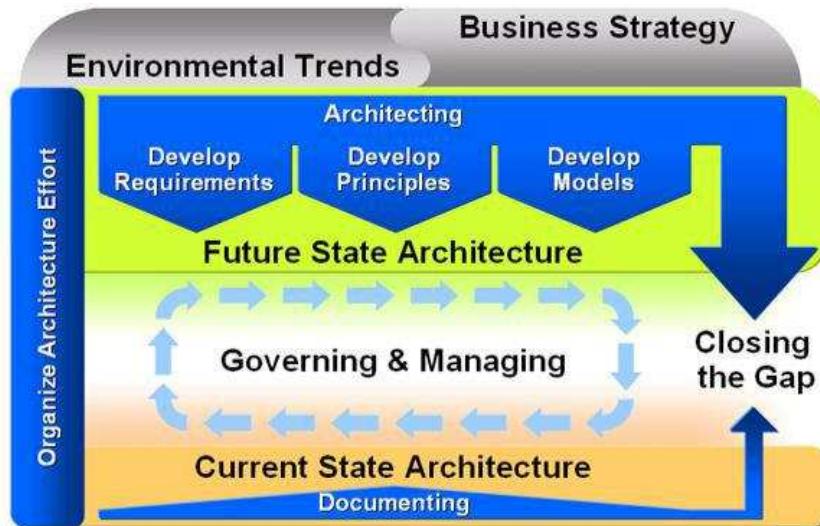 Business Strategy
Environmental Trends
Organize Architecture Effort
Architecting
Develop
Requirements
Develop
Principles
Develop
Models
Future State Architecture
Governing & Managing
Closing
the Gap
Current State Architecture
Documenting